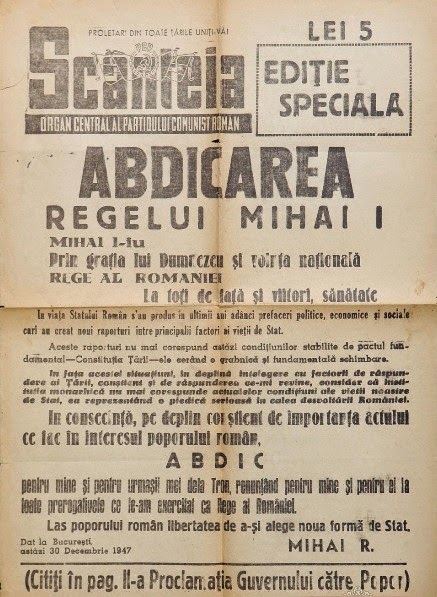 PROLETARI DIN TOATE ȚĂRILE UNIȚI-VĂ!
LEI 5
Scânteia
EDIȚIE
SPECIALA
ORGAN CENTRAL AL PARTIDULUI COMUNIST ROMÂN
ABDICAREA
REGELUI MIHAI I
MIHAI I-iu
Prin grația lui Dumnezeu și voința națională
REGE AL ROMANIEI
La toți de față și viitori, sănătate
In viața Statului Român s'au produs în ultimii ani adânci prefaceri politice, economice și sociale
cari au creat noui raporturi între principalii factori ai vieții de Stat.
Aceste raporturi nu mai corespund astăzi condițiunilor stabilite de pactul fun-
damental—Constituția Țării—ele cerând o grabnică și fundamentală schimbare.
In fața acestei situațiuni, în deplină înțelegere cu factorii de răspun-
dere ai Țării, conștient și de răspunderea ce-mi revine, consider că insti-
tuția monarhică nu mai corespunde actualelor condițiuni ale vieții noastre
de Stat, ea reprezentând o piedică serioasă în calea desvoltării României.
In consecință, pe deplin conștient de importanța actului
ce fac în interesul poporului român,
ABDIC
pentru mine și pentru urmașii mei dela Tron, renunțând pentru mine și pentru ei la
toate prerogativele ce le-am exercitat ca Rege al României.
Las poporului român libertatea de a-și alege noua formă de Stat.
Dat la București,
astăzi 30 Decembrie 1947
MIHAI R.
(Citiți în pag. II-a Proclamația Guvernului către Popor)